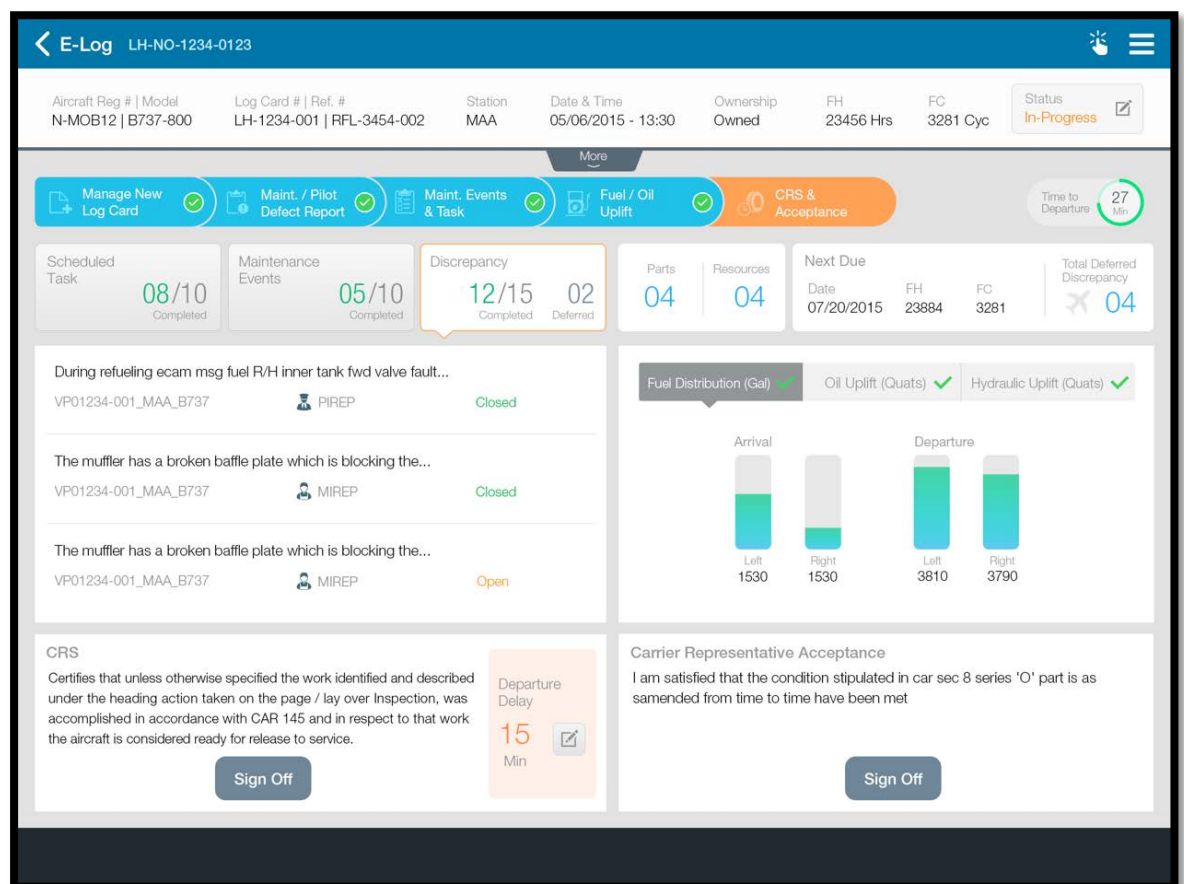 E-Log LH-NO-1234-0123
Aircraft Reg # | Model
N-MOB12 | B737-800
Log Card # | Ref. #
LH-1234-001 | RFL-3454-002
Station
MAA
Date & Time
05/06/2015 - 13:30
Ownership
Owned
FH
23456 Hrs
FC
3281 Cyc
Status
In-Progress
More
Manage New
Log Card
Maint. / Pilot
Defect Report
Maint. Events
& Task
Fuel / Oil
Uplift
CRS &
Acceptance
Time to
Departure
27
Min
Scheduled
Task
08/10
Completed
Maintenance
Events
05/10
Completed
Discrepancy
12/15
Completed
02
Deferred
Parts
04
Resources
04
Next Due
Date
07/20/2015
FH
23884
FC
3281
Total Deferred
Discrepancy
04
During refueling ecam msg fuel R/H inner tank fwd valve fault...
VP01234-001_MAA_B737 PIREP Closed
The muffler has a broken baffle plate which is blocking the...
VP01234-001_MAA_B737 MIREP Closed
The muffler has a broken baffle plate which is blocking the...
VP01234-001_MAA_B737 MIREP Open
Fuel Distribution (Gal) Oil Uplift (Quats) Hydraulic Uplift (Quats)
Arrival
Left
1530
Right
1530
Departure
Left
3810
Right
3790
CRS
Certifies that unless otherwise specified the work identified and described
under the heading action taken on the page / lay over Inspection, was
accomplished in accordance with CAR 145 and in respect to that work
the aircraft is considered ready for release to service.
Sign Off
Departure
Delay
15
Min
Carrier Representative Acceptance
I am satisfied that the condition stipulated in car sec 8 series 'O' part is as
samended from time to time have been met
Sign Off